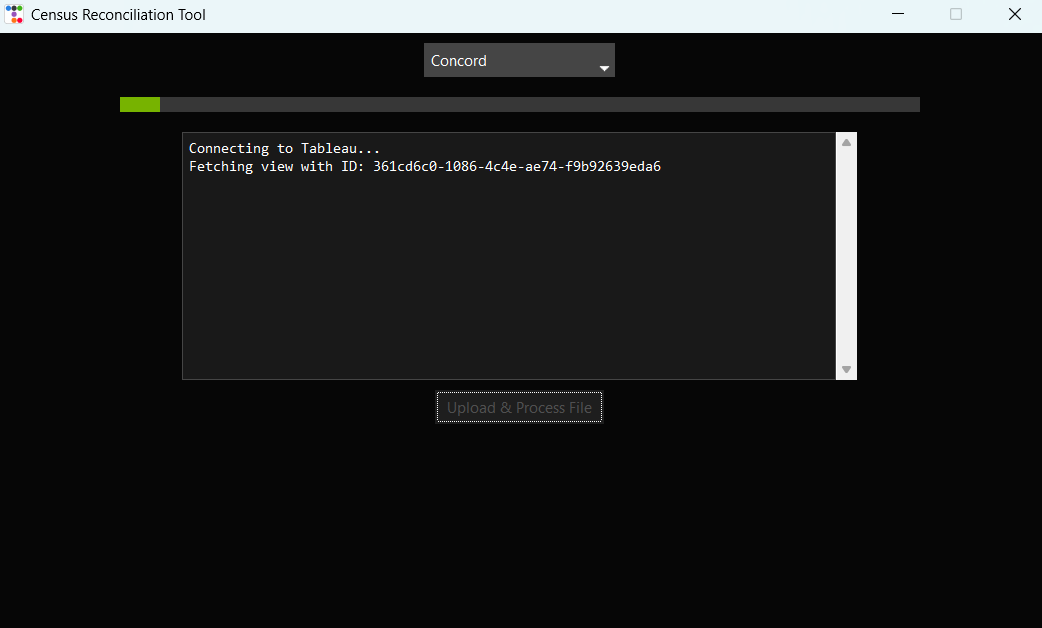 Census Reconciliation Tool
Concord
Connecting to Tableau...
Fetching view with ID: 361cd6c0-1086-4c4e-ae74-f9b92639eda6
Upload & Process File